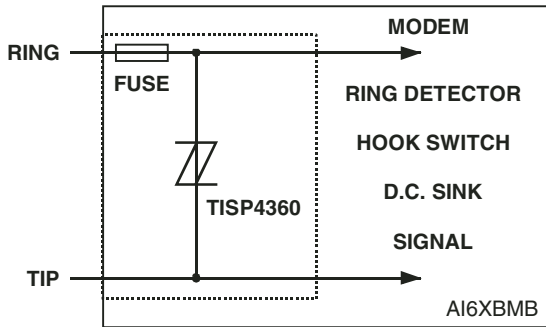 MODEM
RING
FUSE
RING DETECTOR
HOOK SWITCH
TISP4360
D.C. SINK
SIGNAL
TIP
AI6XBMB